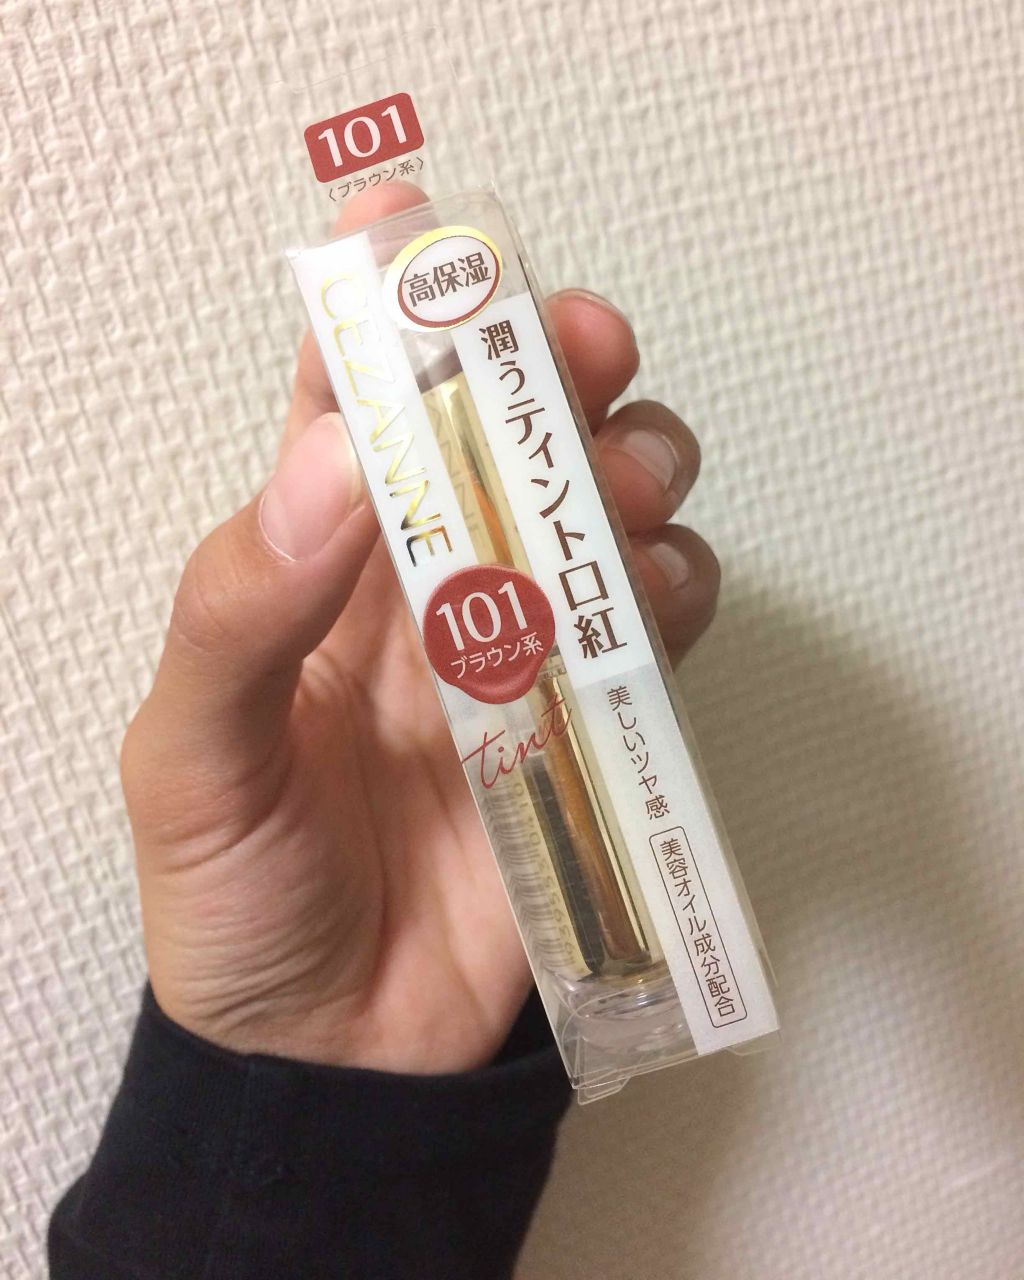 101
〈ブラウン系〉
高保湿
CEZANNE
潤うティント口紅
101
ブラウン系
tint
美しいツヤ感
美容オイル成分配合